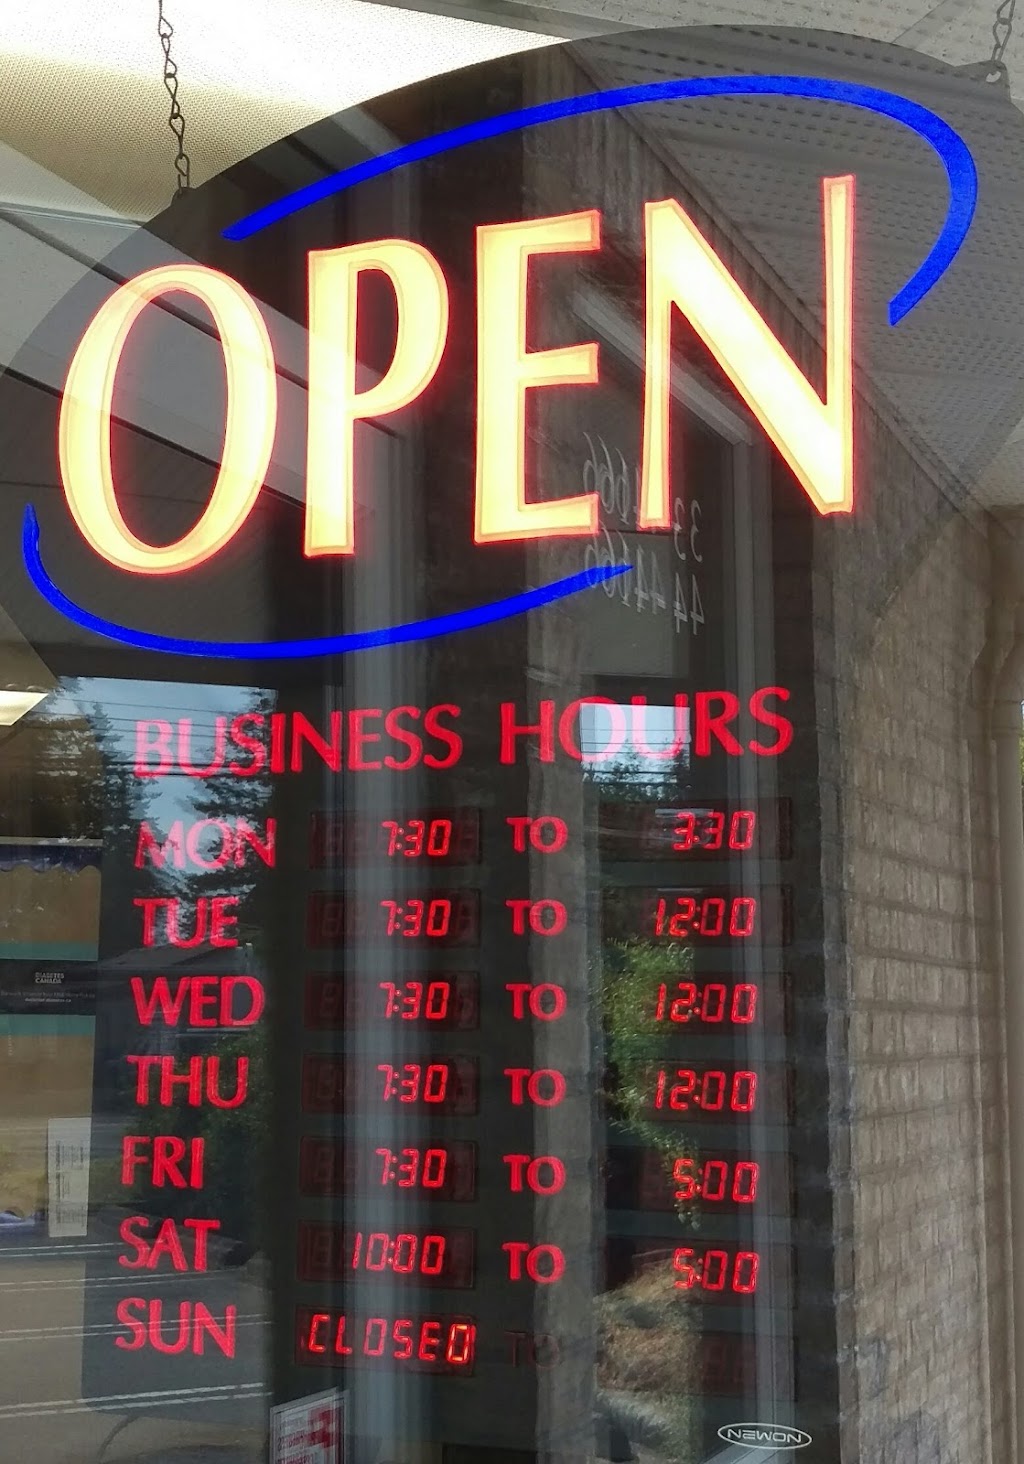 OPEN
BUSINESS HOURS
MON 7:30 TO 3:30
TUE 7:30 TO 12:00
WED 7:30 TO 12:00
THU 7:30 TO 12:00
FRI 7:30 TO 5:00
SAT 10:00 TO 5:00
SUN CLOSED TO
NEWON
DIABETES
CANADA